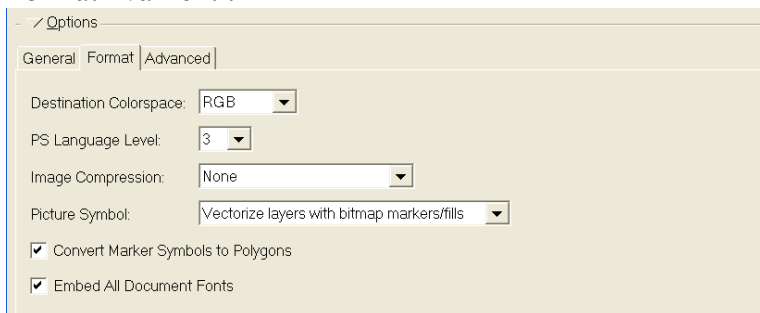 Options
General Format Advanced
Destination Colorspace: RGB
PS Language Level: 3
Image Compression: None
Picture Symbol: Vectorize layers with bitmap markers/fills
Convert Marker Symbols to Polygons
Embed All Document Fonts